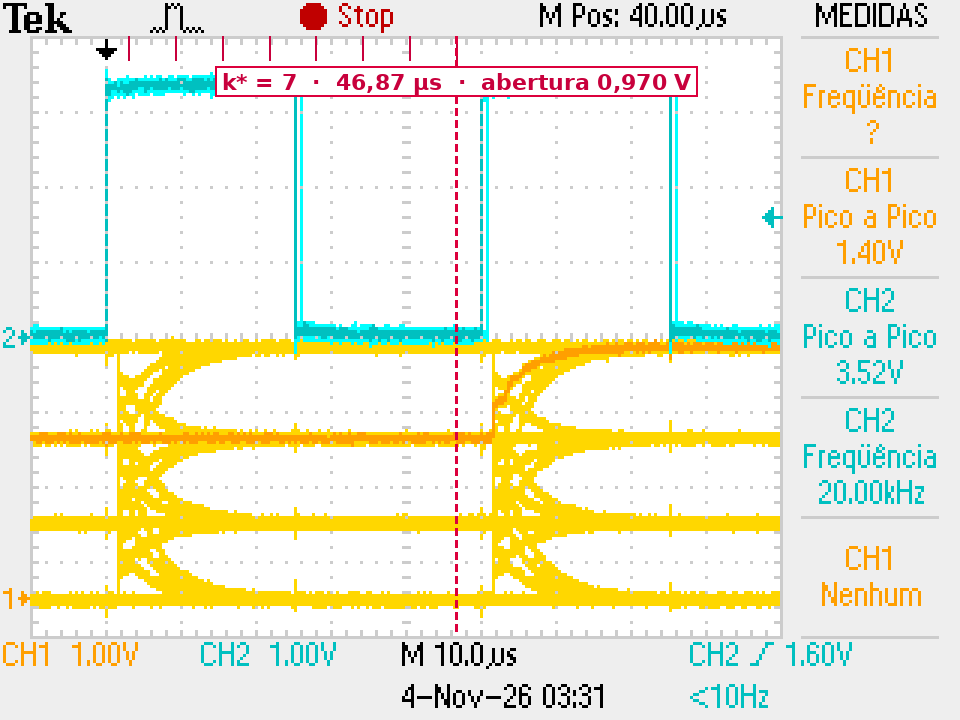 Tek Stop M Pos: 40.00µs MEDIDAS
k* = 7 · 46,87 µs · abertura 0,970 V
CH1
Freqüência
?
CH1
Pico a Pico
1.40V
CH2
Pico a Pico
3.52V
CH2
Freqüência
20.00kHz
CH1
Nenhum
2
1
CH1 1.00V CH2 1.00V M 10.0µs CH2 1.60V
4-Nov-26 03:31 <10Hz